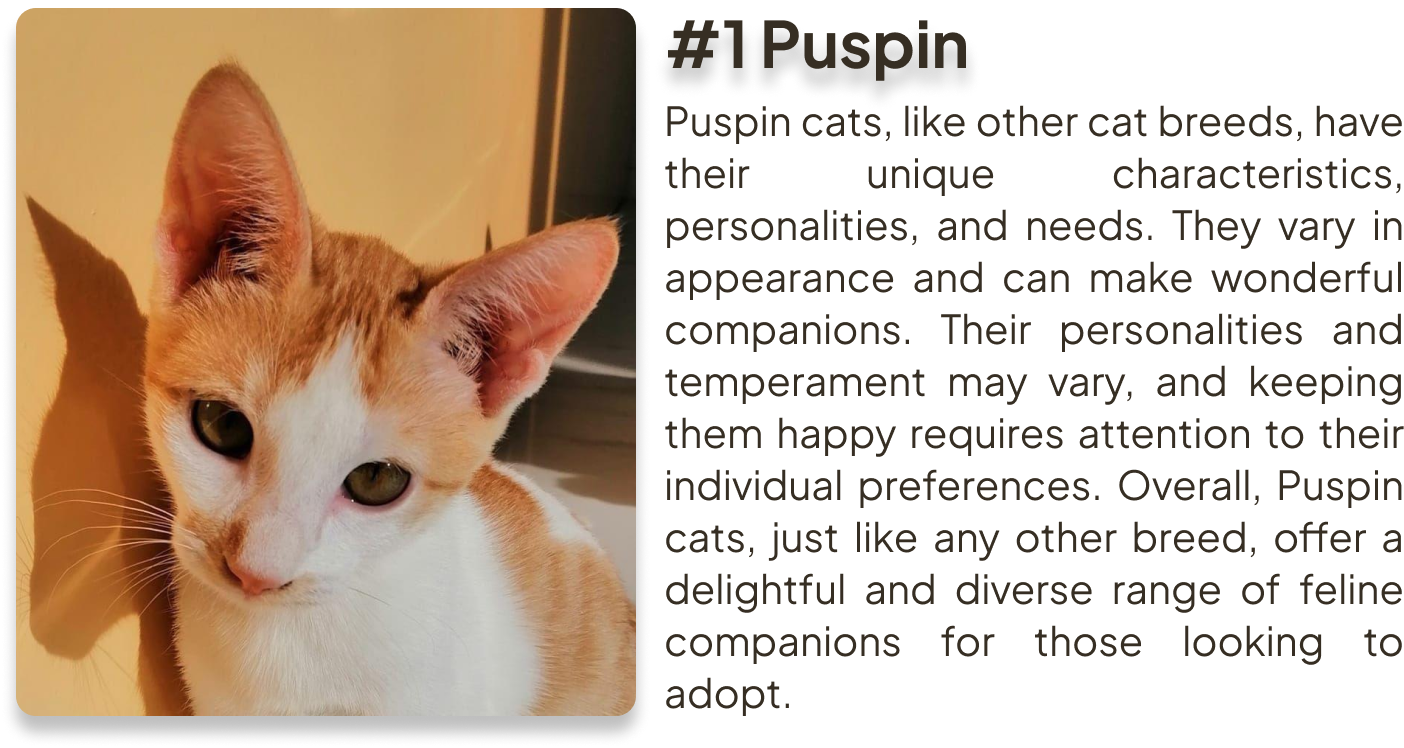 #1 Puspin
Puspin cats, like other cat breeds, have
their unique characteristics,
personalities, and needs. They vary in
appearance and can make wonderful
companions. Their personalities and
temperament may vary, and keeping
them happy requires attention to their
individual preferences. Overall, Puspin
cats, just like any other breed, offer a
delightful and diverse range of feline
companions for those looking to
adopt.